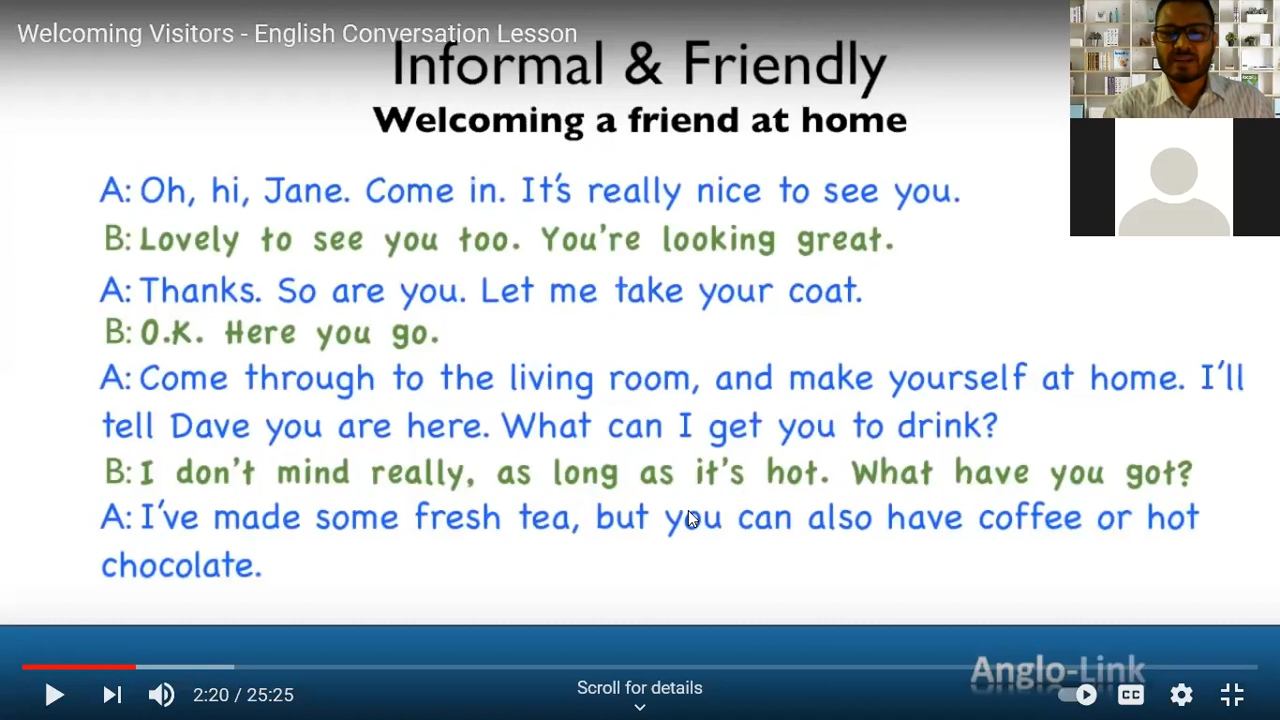 Welcoming Visitors - English Conversation Lesson
Informal & Friendly
Welcoming a friend at home
A: Oh, hi, Jane. Come in. It's really nice to see you.
B: Lovely to see you too. You're looking great.
A: Thanks. So are you. Let me take your coat.
B: O.K. Here you go.
A: Come through to the living room, and make yourself at home. I'll
tell Dave you are here. What can I get you to drink?
B: I don't mind really, as long as it's hot. What have you got?
A: I've made some fresh tea, but you can also have coffee or hot
chocolate.
Anglo-Link
2:20 / 25:25
Scroll for details
CC